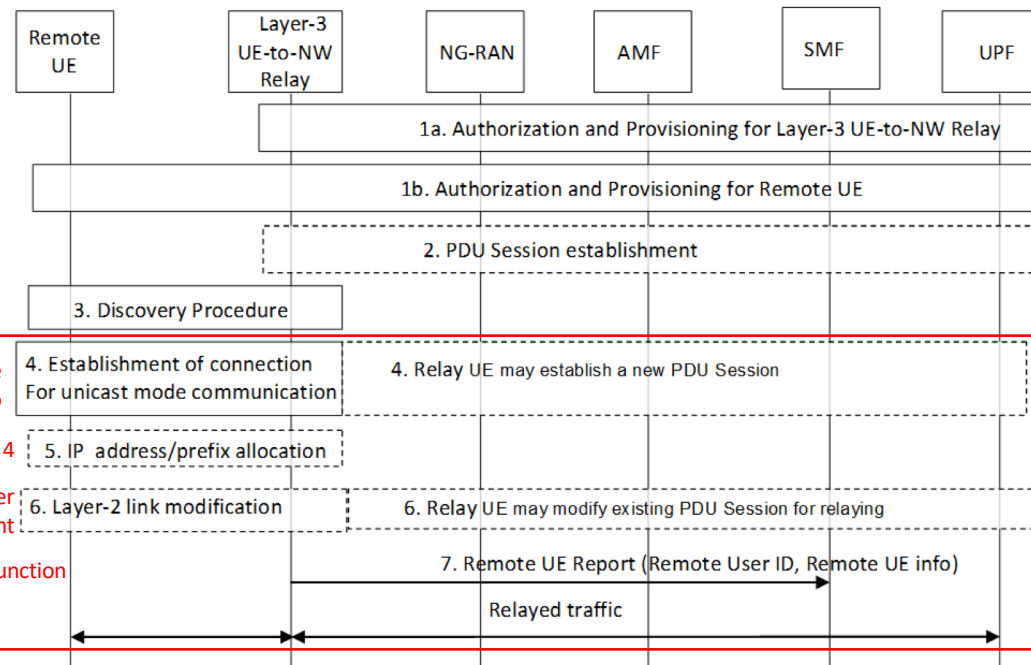 Remote
UE
Layer-3
UE-to-NW
Relay
NG-RAN
AMF
SMF
UPF
1a. Authorization and Provisioning for Layer-3 UE-to-NW Relay
1b. Authorization and Provisioning for Remote UE
2. PDU Session establishment
3. Discovery Procedure
4. Establishment of connection
For unicast mode communication
4. Relay UE may establish a new PDU Session
4
5. IP address/prefix allocation
6. Layer-2 link modification
6. Relay UE may modify existing PDU Session for relaying
7. Remote UE Report (Remote User ID, Remote UE info)
Relayed traffic